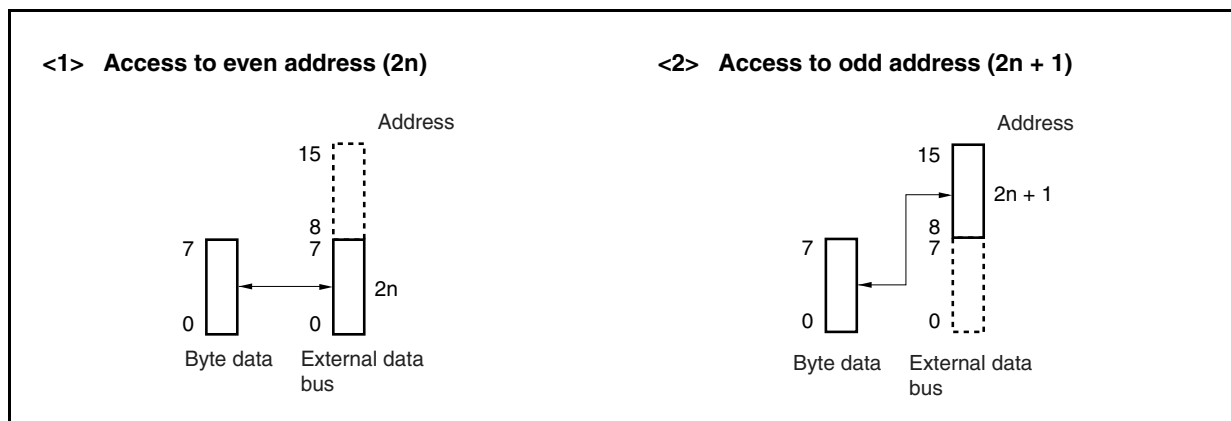 <1> Access to even address (2n)
Address
15
8
7
7
2n
0
0
Byte data
External data
bus
<2> Access to odd address (2n + 1)
Address
15
2n + 1
8
7
7
0
0
Byte data
External data
bus